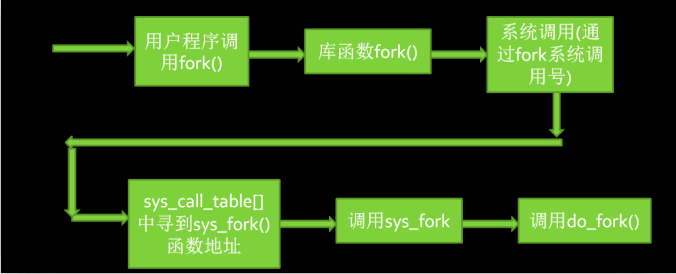 用户程序调
用fork()
库函数fork()
系统调用(通
过fork系统调
用号)
sys_call_table[]
中寻到sys_fork()
函数地址
调用sys_fork
调用do_fork()